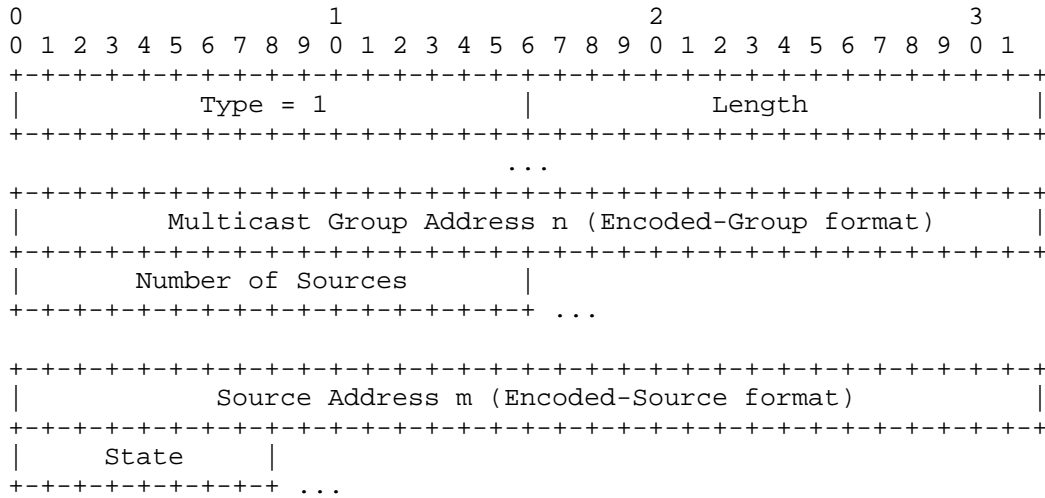 0                   1                   2                   3
0 1 2 3 4 5 6 7 8 9 0 1 2 3 4 5 6 7 8 9 0 1 2 3 4 5 6 7 8 9 0 1
+-+-+-+-+-+-+-+-+-+-+-+-+-+-+-+-+-+-+-+-+-+-+-+-+-+-+-+-+-+-+-+-+
|           Type = 1            |           Length              |
+-+-+-+-+-+-+-+-+-+-+-+-+-+-+-+-+-+-+-+-+-+-+-+-+-+-+-+-+-+-+-+-+
                               ...
+-+-+-+-+-+-+-+-+-+-+-+-+-+-+-+-+-+-+-+-+-+-+-+-+-+-+-+-+-+-+-+-+
|         Multicast Group Address n (Encoded-Group format)      |
+-+-+-+-+-+-+-+-+-+-+-+-+-+-+-+-+-+-+-+-+-+-+-+-+-+-+-+-+-+-+-+-+
|       Number of Sources       |
+-+-+-+-+-+-+-+-+-+-+-+-+-+-+-+-+ ...

+-+-+-+-+-+-+-+-+-+-+-+-+-+-+-+-+-+-+-+-+-+-+-+-+-+-+-+-+-+-+-+-+
|            Source Address m (Encoded-Source format)           |
+-+-+-+-+-+-+-+-+-+-+-+-+-+-+-+-+-+-+-+-+-+-+-+-+-+-+-+-+-+-+-+-+
|     State     |
+-+-+-+-+-+-+-+-+ ...